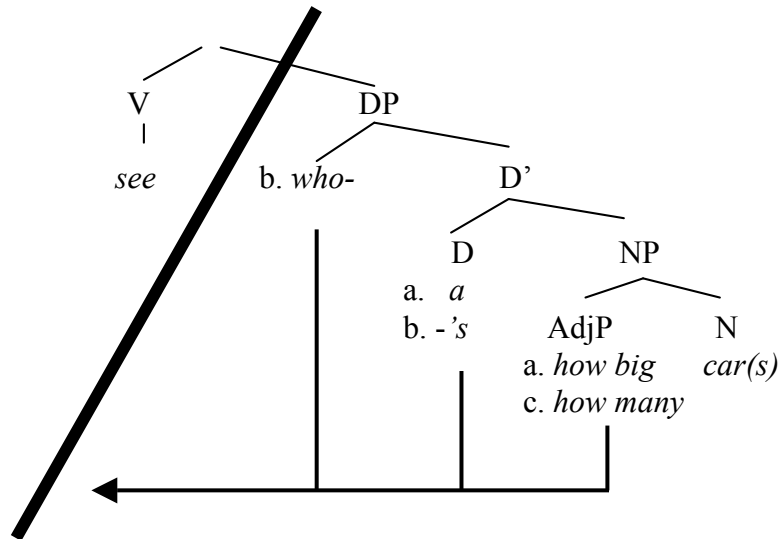 V DP
see b. who- D’
D NP
a. a
b. -’s AdjP N
a. how big car(s)
c. how many